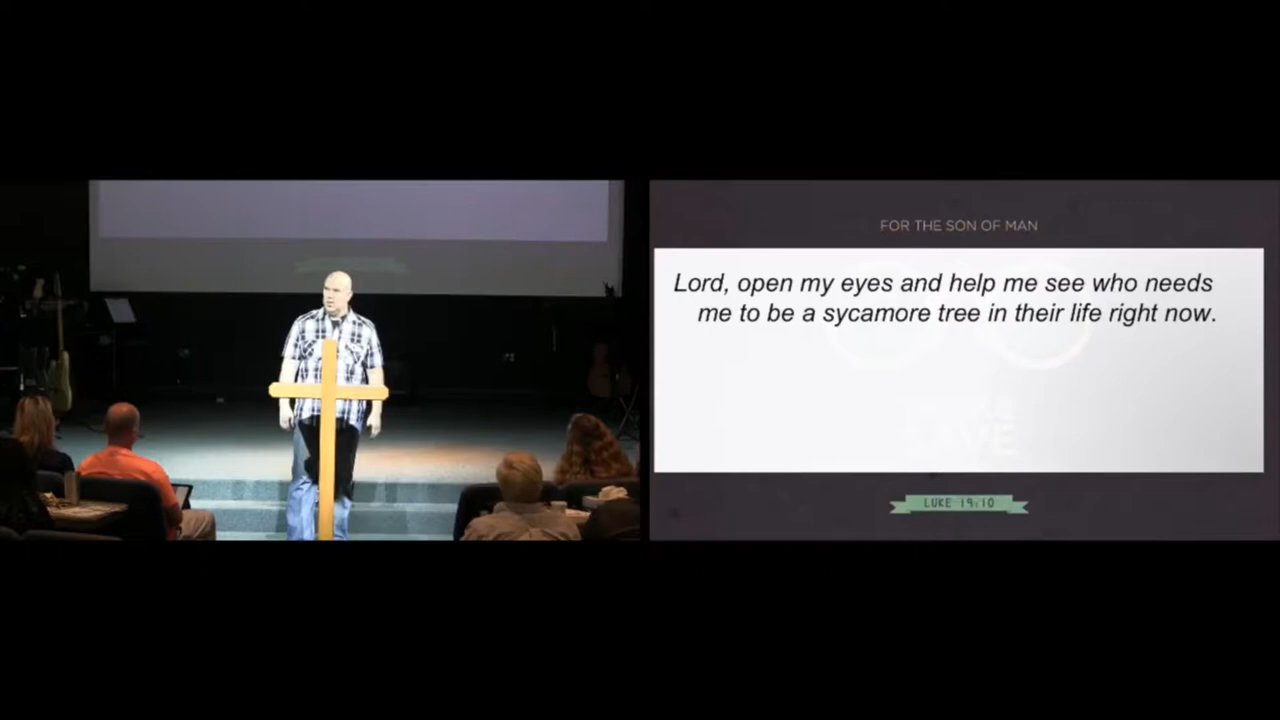 FOR THE SON OF MAN
Lord, open my eyes and help me see who needs
me to be a sycamore tree in their life right now.
LUKE 19:10